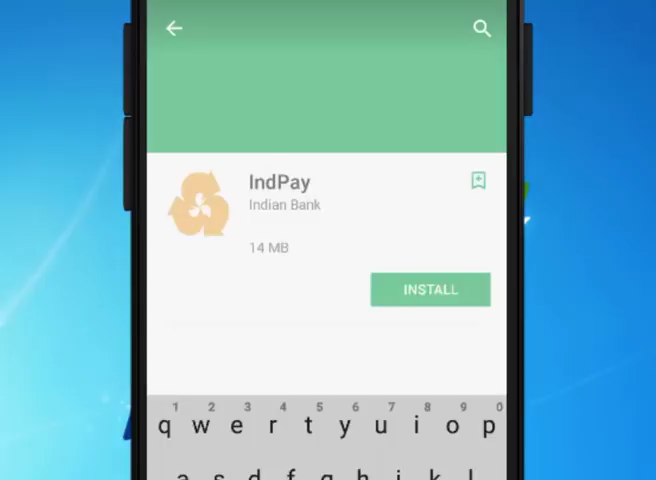 IndPay
Indian Bank
14 MB
INSTALL
1 2 3 4 5 6 7 8 9 0
q w e r t y u i o p
a s d f g h j k l